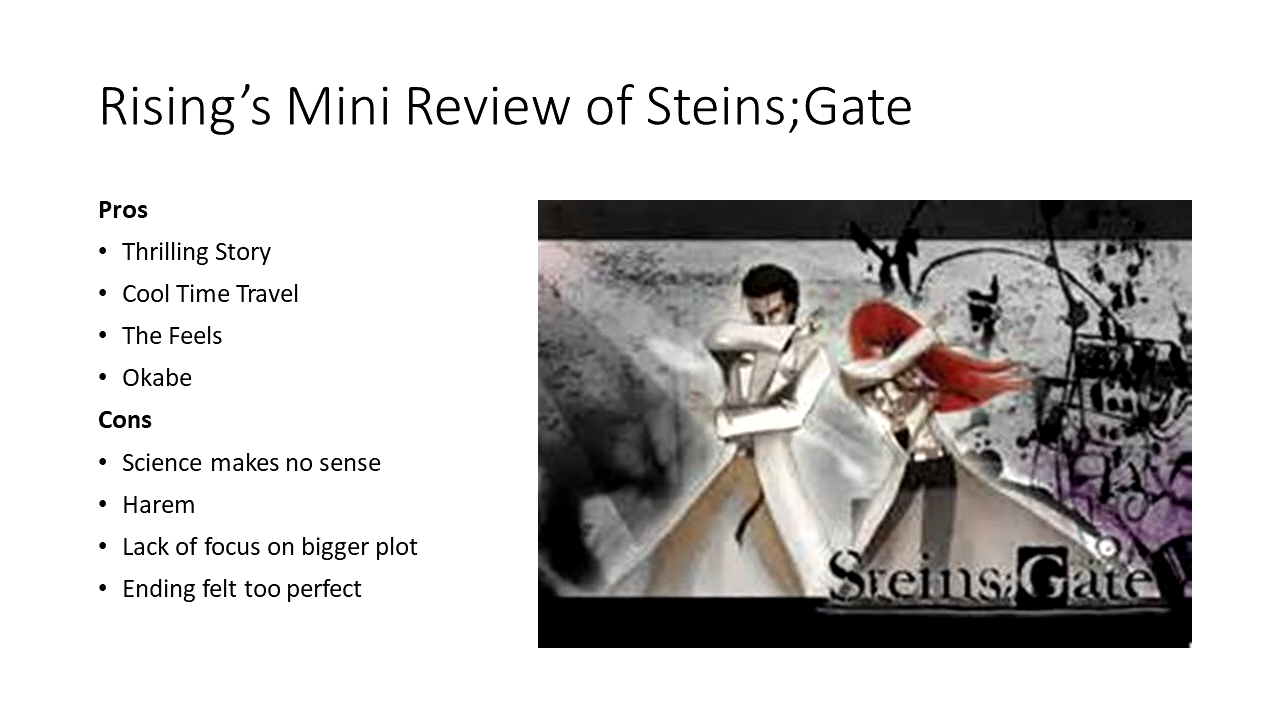 Rising’s Mini Review of Steins;Gate
Pros
• Thrilling Story
• Cool Time Travel
• The Feels
• Okabe
Cons
• Science makes no sense
• Harem
• Lack of focus on bigger plot
• Ending felt too perfect
Steins;Gate